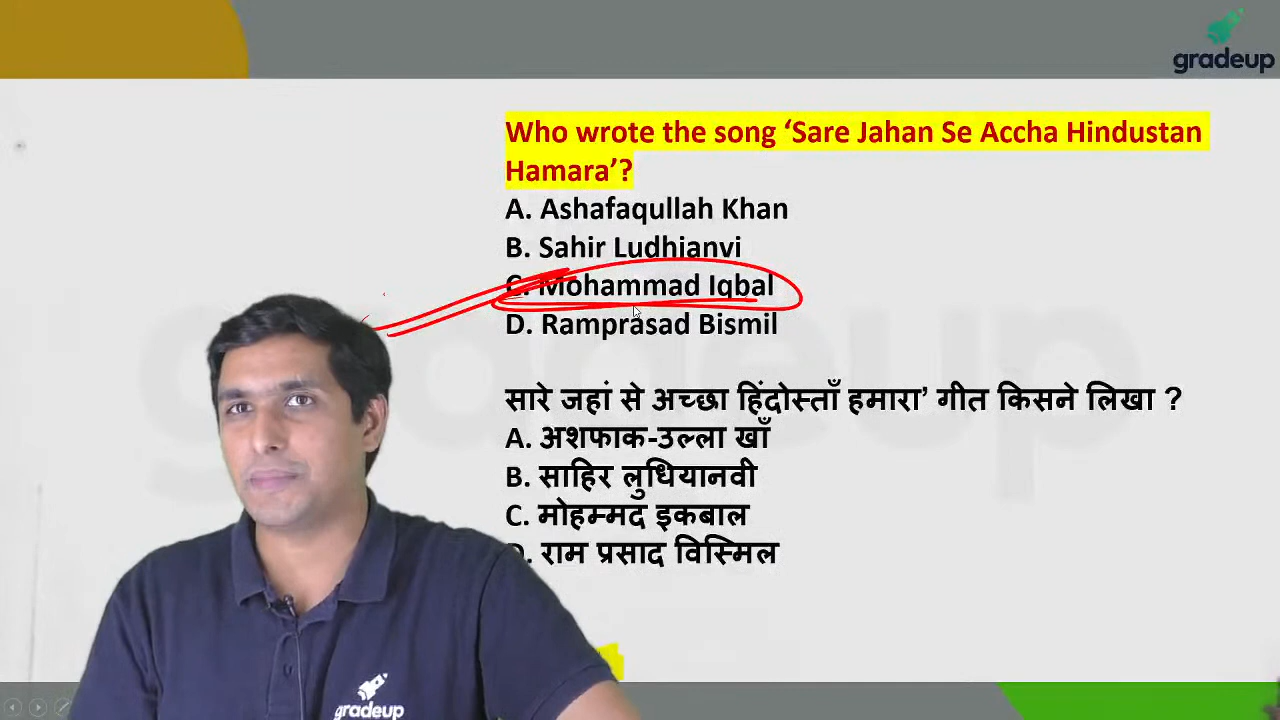 gradeup
Who wrote the song ‘Sare Jahan Se Accha Hindustan
Hamara’?
A. Ashafaqullah Khan
B. Sahir Ludhianvi
C. Mohammad Iqbal
D. Ramprasad Bismil
सारे जहां से अच्छा हिंदोस्ताँ हमारा’ गीत किसने लिखा ?
A. अशफाक-उल्ला खाँ
B. साहिर लुधियानवी
C. मोहम्मद इकबाल
D. राम प्रसाद विस्मिल
gradeup
gradeup